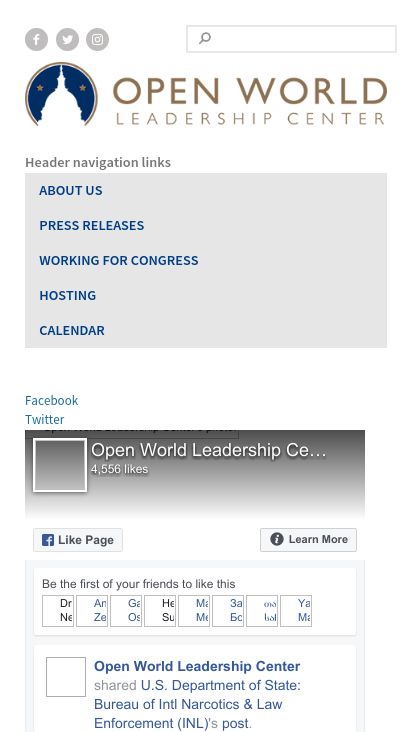 OPEN WORLD
LEADERSHIP CENTER
Header navigation links
ABOUT US
PRESS RELEASES
WORKING FOR CONGRESS
HOSTING
CALENDAR
Facebook
Twitter
Open World Leadership Ce...
4,556 likes
Like Page
Learn More
Be the first of your friends to like this
Dr An Ga He Ma За თა Ya
Ne Ze Os Su Me Бо სას Ma
Open World Leadership Center
shared U.S. Department of State:
Bureau of Intl Narcotics & Law
Enforcement (INL)'s post.